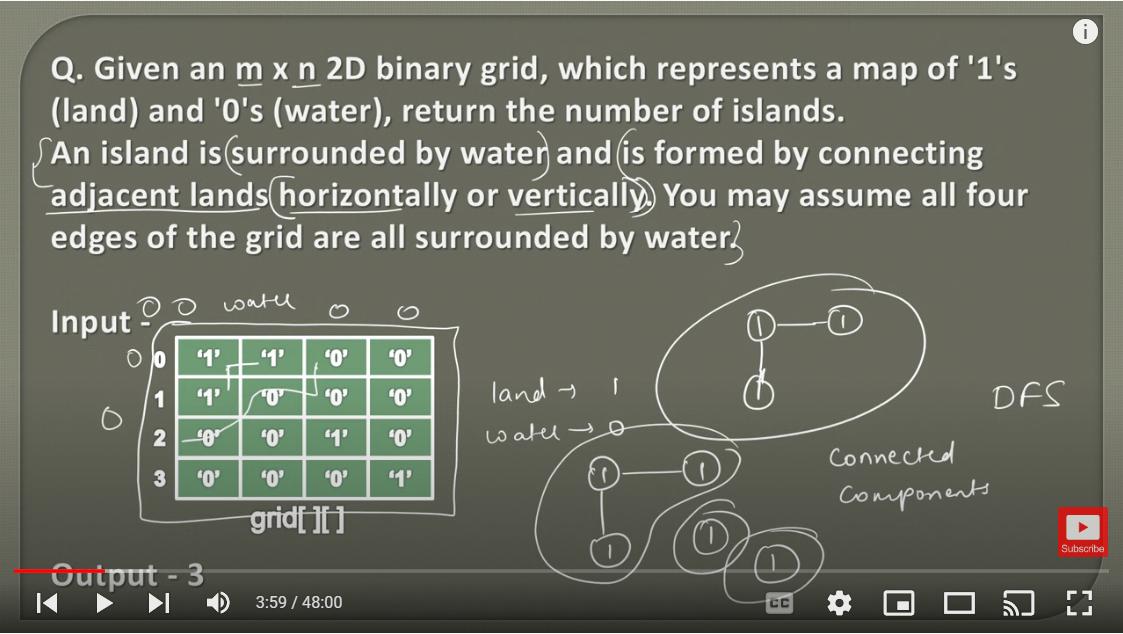 Q. Given an m x n 2D binary grid, which represents a map of '1's
(land) and '0's (water), return the number of islands.
An island is (surrounded by water) and (is formed by connecting
adjacent lands (horizontally or vertically). You may assume all four
edges of the grid are all surrounded by water.}
0 0 water 0 0
Input -
0 0 '1' '1' '0' '0'
1 '1' '0' '0' '0'
0
2 '0' '0' '1' '0'
3 '0' '0' '0' '1'
grid[ ][ ]
land → 1
water → 0
1 1
1
DFS
1 1
1
1
1
Connected
Components
Subscribe
Output - 3
3:59 / 48:00
CC
i